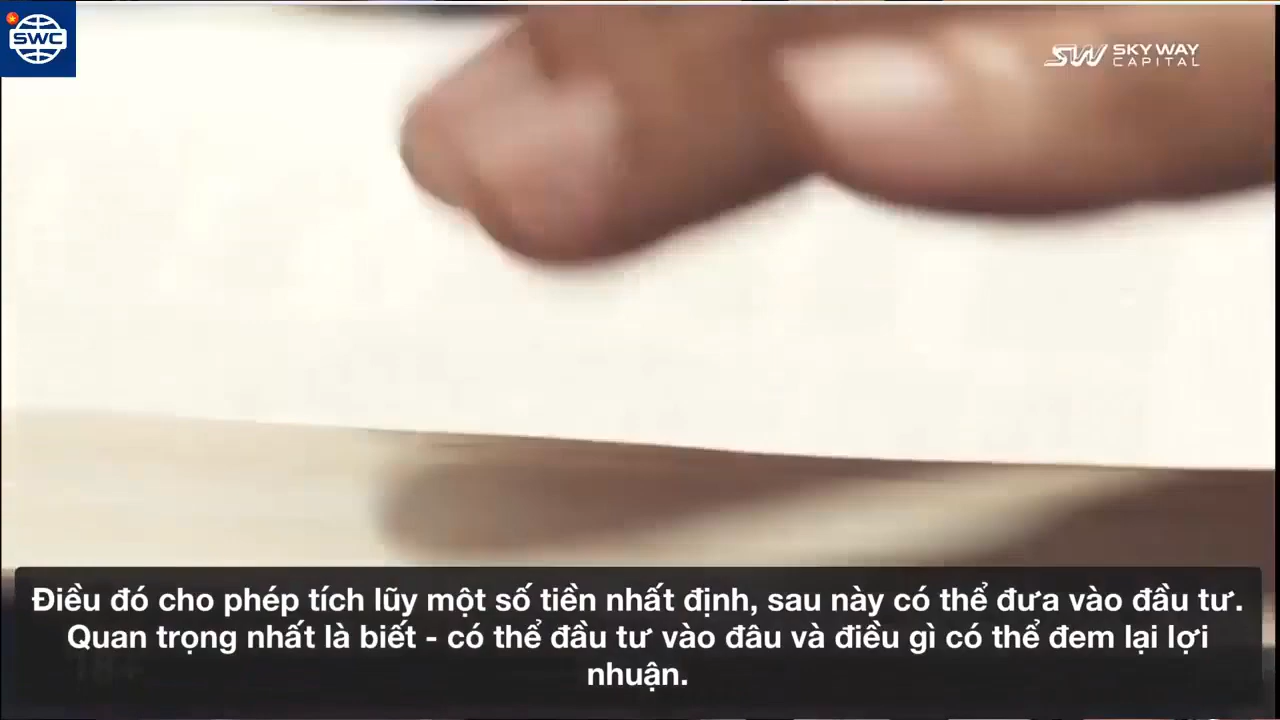 SWC
SKY WAY
CAPITAL
Điều đó cho phép tích lũy một số tiền nhất định, sau này có thể đưa vào đầu tư.
Quan trọng nhất là biết - có thể đầu tư vào đâu và điều gì có thể đem lại lợi
nhuận.
18+